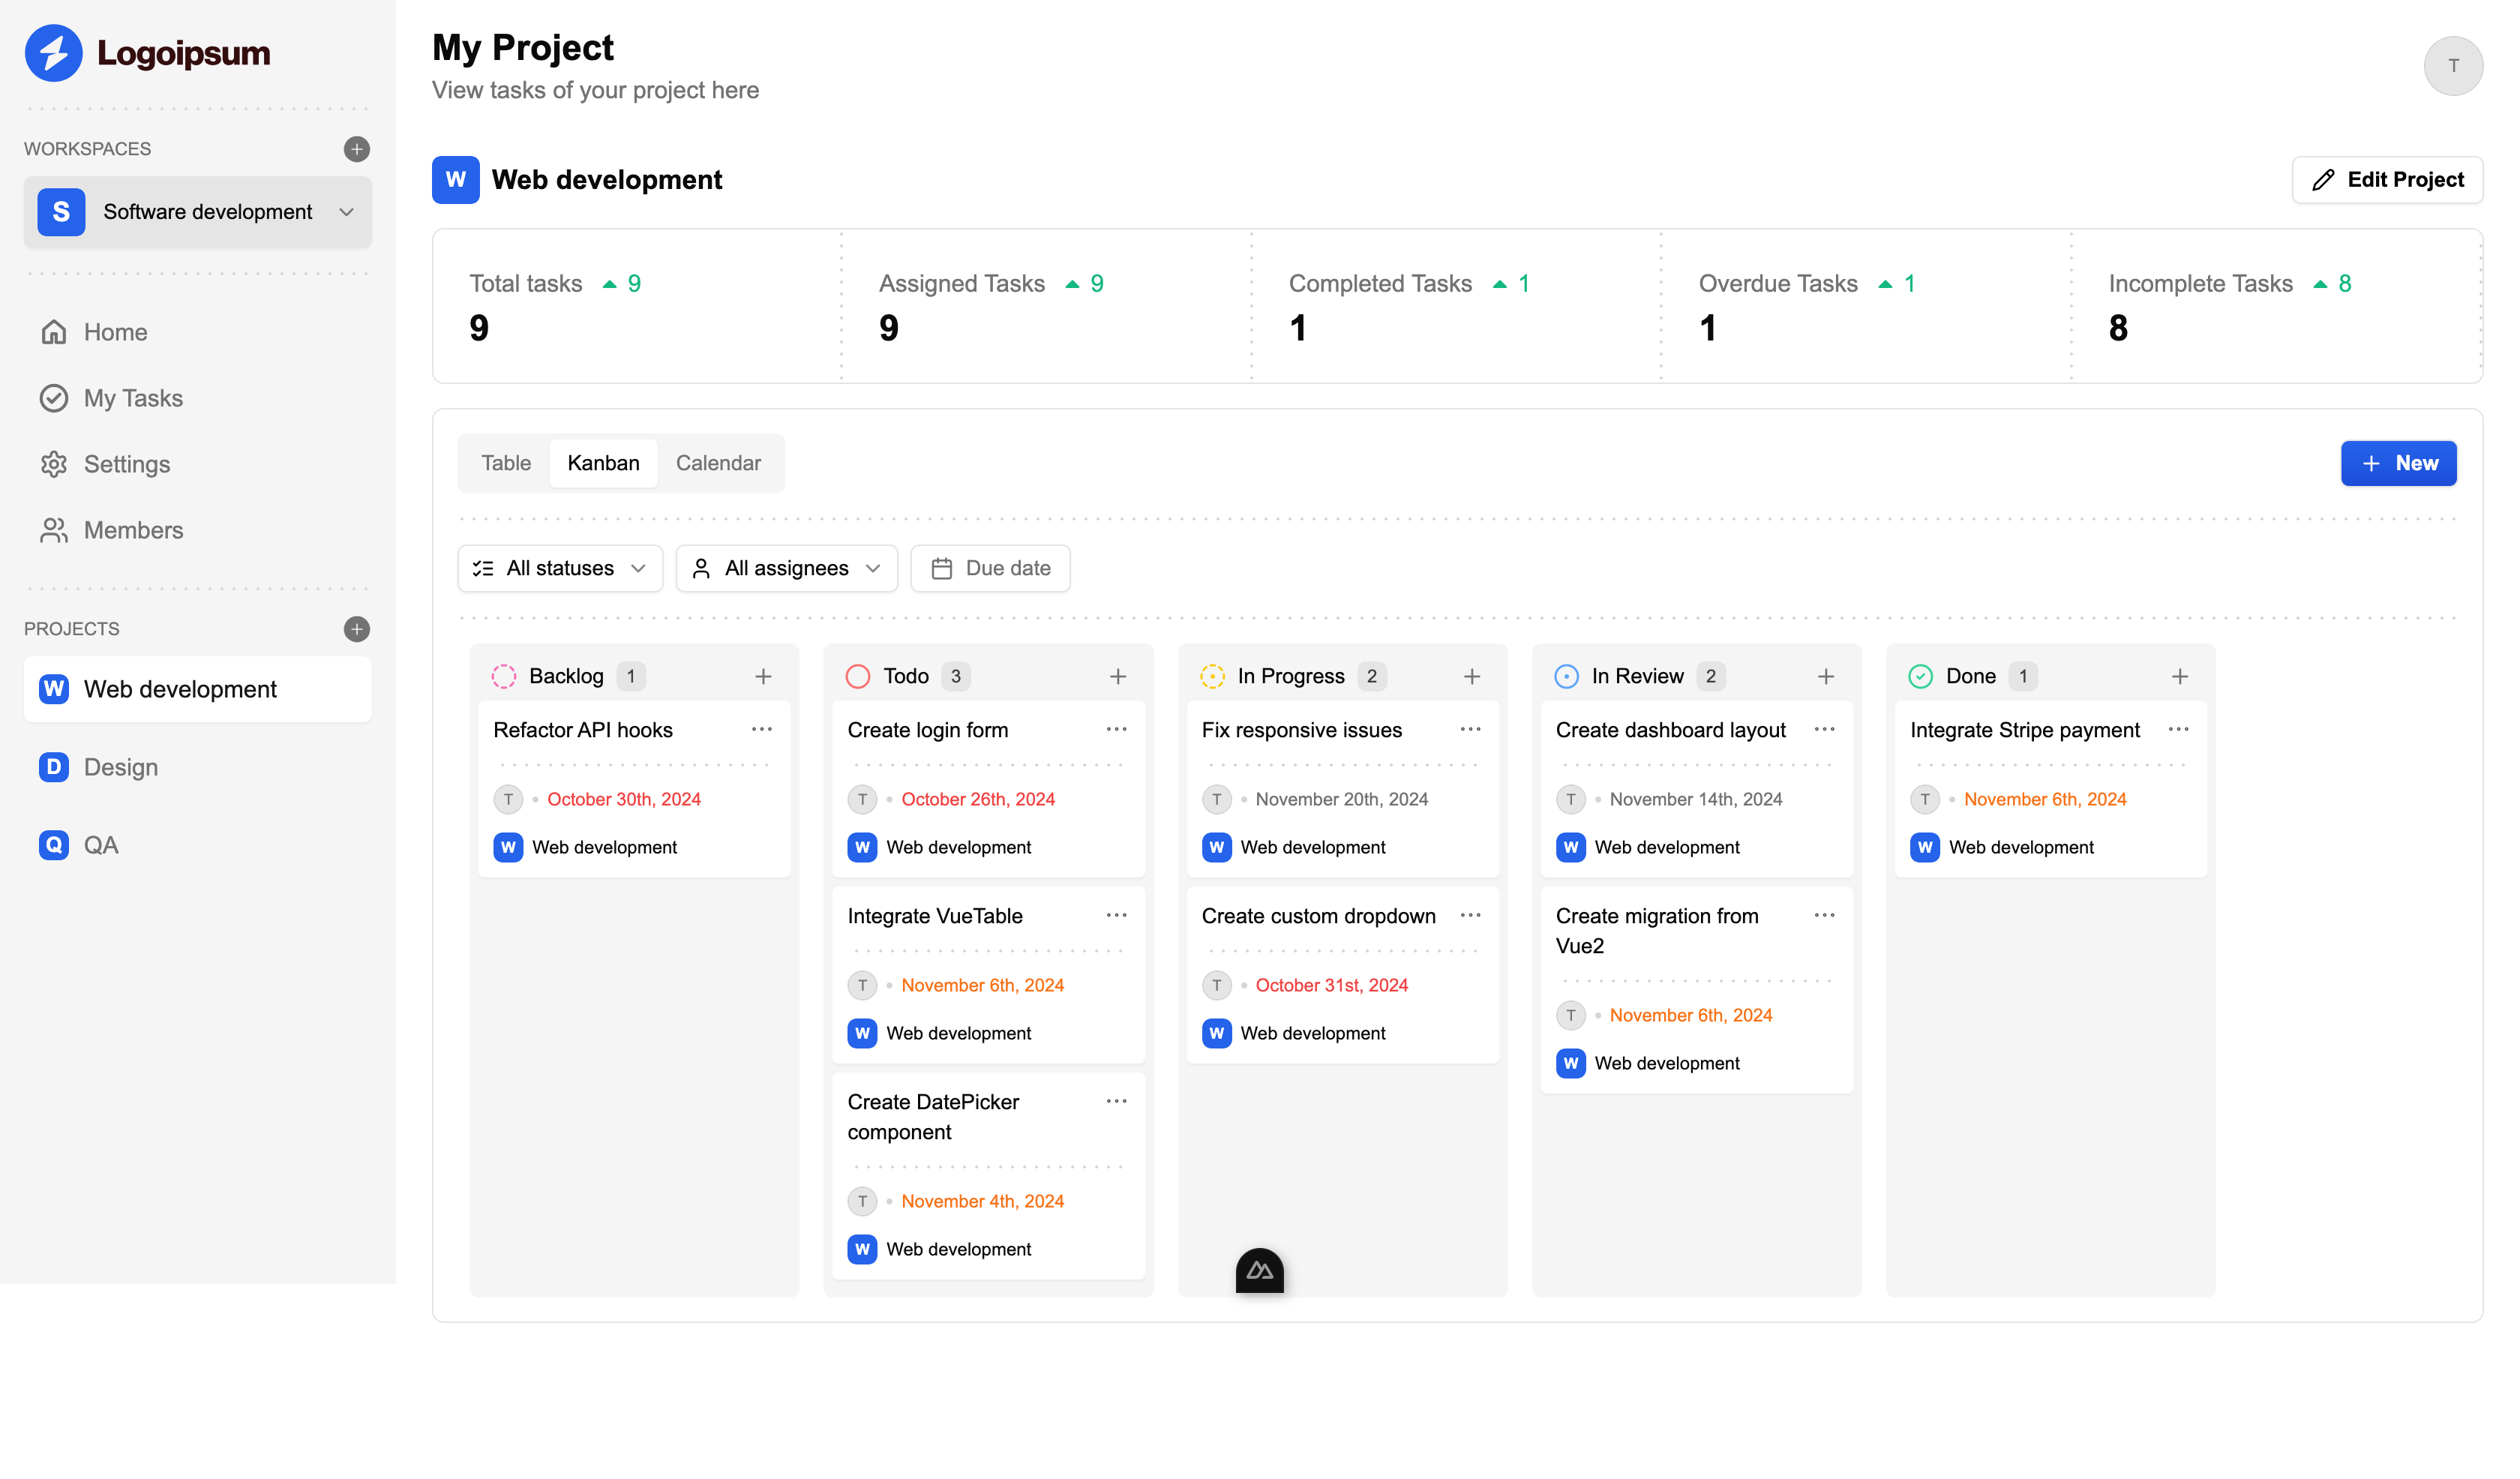 Logoipsum
WORKSPACES
S Software development
Home
My Tasks
Settings
Members
PROJECTS
W Web development
D Design
Q QA
My Project
View tasks of your project here
T
W Web development
Edit Project
Total tasks 9
9
Assigned Tasks 9
9
Completed Tasks 1
1
Overdue Tasks 1
1
Incomplete Tasks 8
8
Table Kanban Calendar
New
All statuses All assignees Due date
Backlog 1
Refactor API hooks
T October 30th, 2024
W Web development
Todo 3
Create login form
T October 26th, 2024
W Web development
Integrate VueTable
T November 6th, 2024
W Web development
Create DatePicker
component
T November 4th, 2024
W Web development
In Progress 2
Fix responsive issues
T November 20th, 2024
W Web development
Create custom dropdown
T October 31st, 2024
W Web development
In Review 2
Create dashboard layout
T November 14th, 2024
W Web development
Create migration from
Vue2
T November 6th, 2024
W Web development
Done 1
Integrate Stripe payment
T November 6th, 2024
W Web development